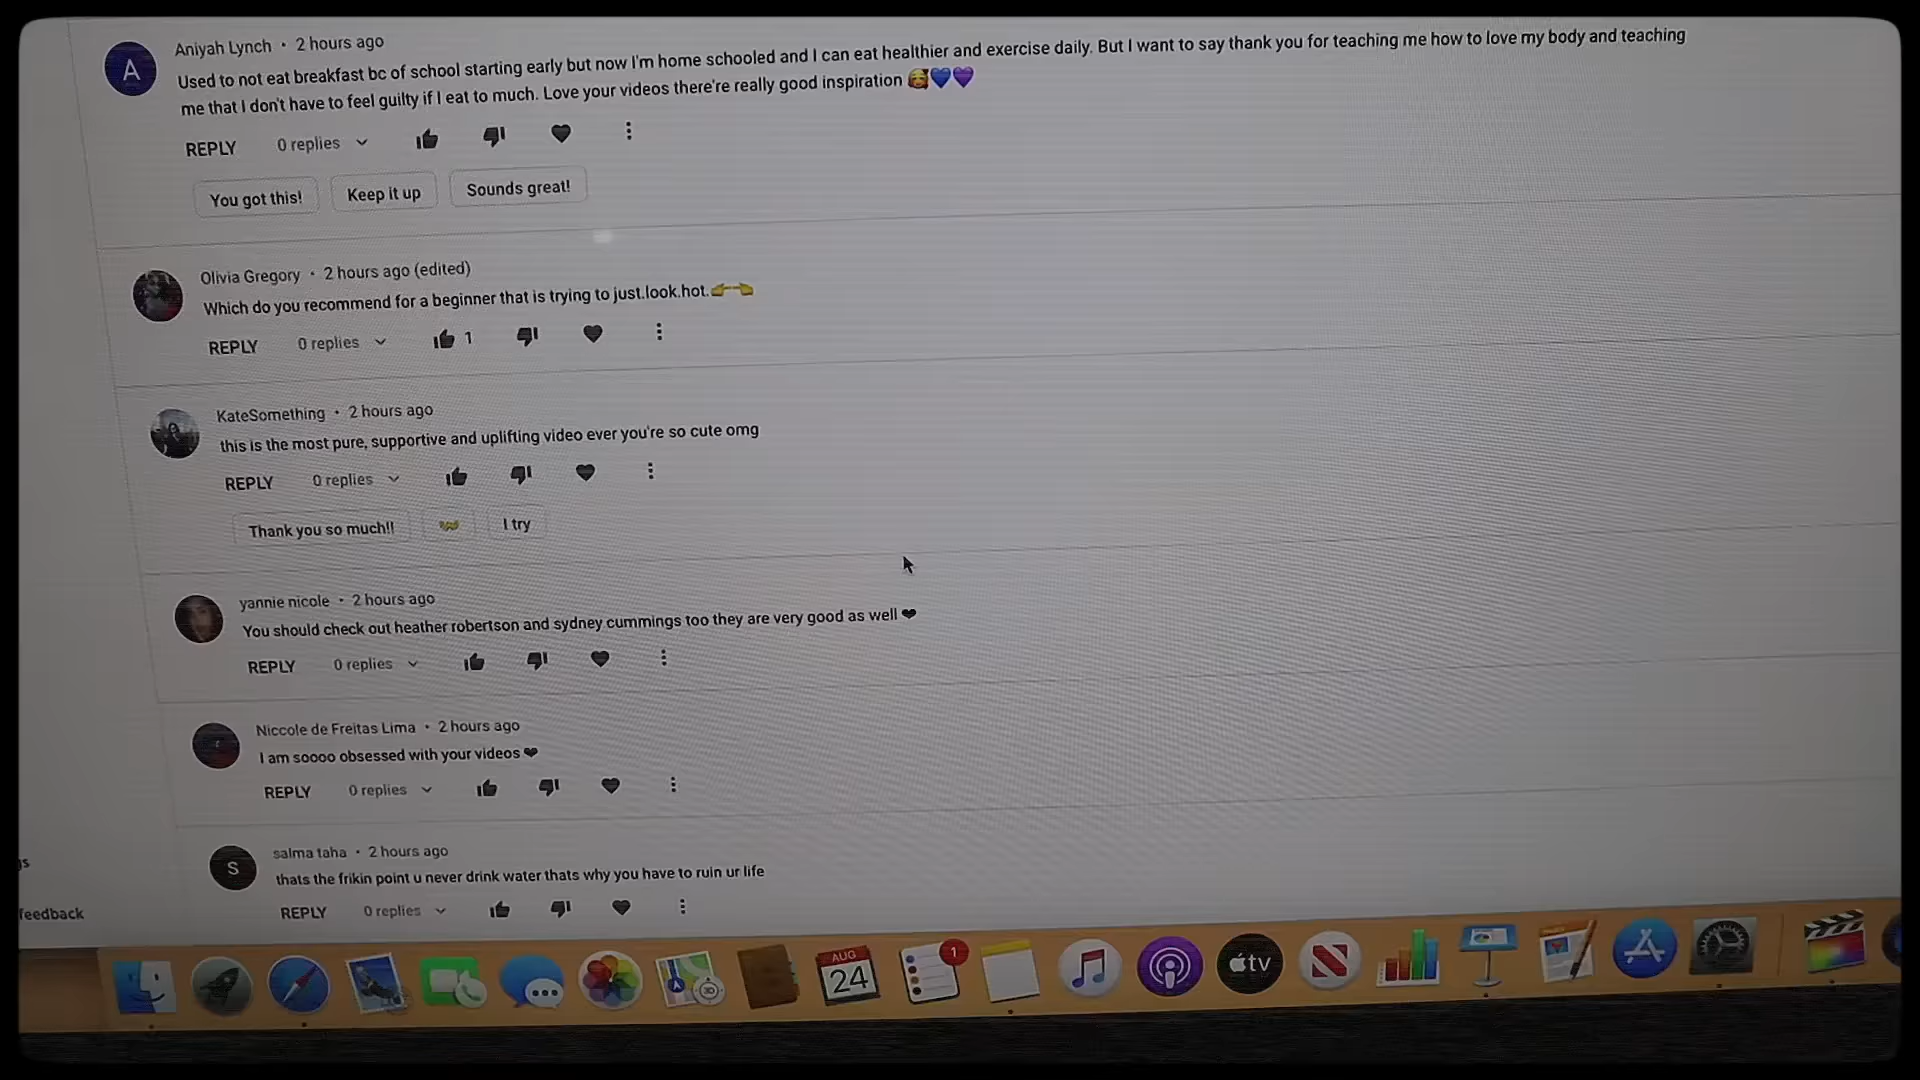 Aniyah Lynch • 2 hours ago
Used to not eat breakfast bc of school starting early but now I'm home schooled and I can eat healthier and exercise daily. But I want to say thank you for teaching me how to love my body and teaching
me that I don't have to feel guilty if I eat to much. Love your videos there're really good inspiration 🥰💙💜
REPLY 0 replies
You got this! Keep it up Sounds great!
Olivia Gregory • 2 hours ago (edited)
Which do you recommend for a beginner that is trying to just.look.hot.👉👈
REPLY 0 replies 1
KateSomething • 2 hours ago
this is the most pure, supportive and uplifting video ever you're so cute omg
REPLY 0 replies
Thank you so much!! I try
yannie nicole • 2 hours ago
You should check out heather robertson and sydney cummings too they are very good as well ❤
REPLY 0 replies
Niccole de Freitas Lima • 2 hours ago
I am soooo obsessed with your videos ❤
REPLY 0 replies
salma taha • 2 hours ago
thats the frikin point u never drink water thats why you have to ruin ur life
REPLY 0 replies
feedback
A
S
AUG
24
1
3D
tv